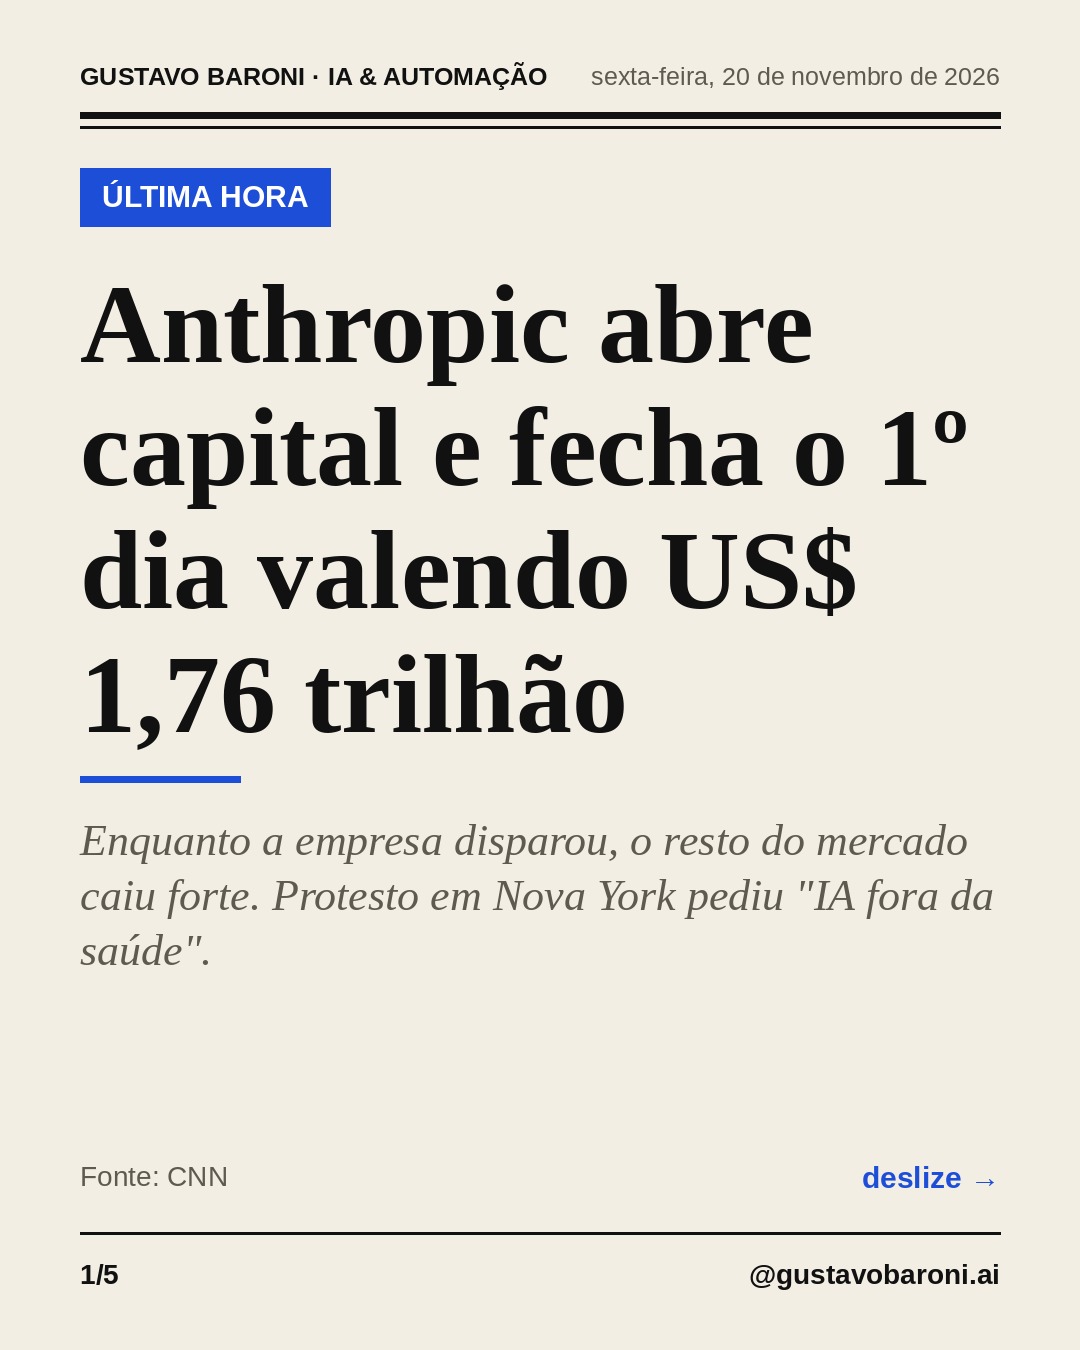 GUSTAVO BARONI · IA & AUTOMAÇÃO
sexta-feira, 20 de novembro de 2026
ÚLTIMA HORA
Anthropic abre
capital e fecha o 1º
dia valendo US$
1,76 trilhão
Enquanto a empresa disparou, o resto do mercado
caiu forte. Protesto em Nova York pediu "IA fora da
saúde".
Fonte: CNN
deslize →
1/5
@gustavobaroni.ai